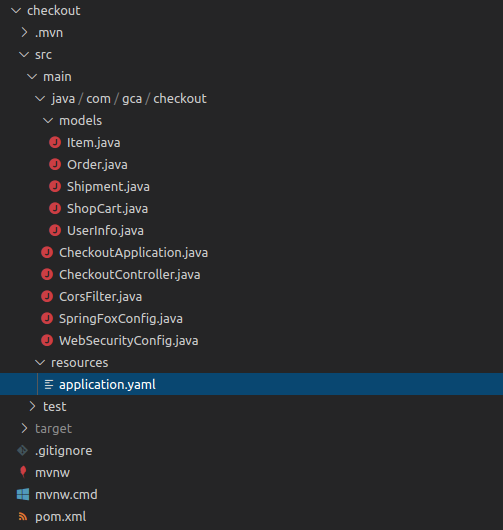 checkout
.mvn
src
main
java / com / gca / checkout
models
Item.java
Order.java
Shipment.java
ShopCart.java
UserInfo.java
CheckoutApplication.java
CheckoutController.java
CorsFilter.java
SpringFoxConfig.java
WebSecurityConfig.java
resources
application.yaml
test
target
.gitignore
mvnw
mvnw.cmd
pom.xml